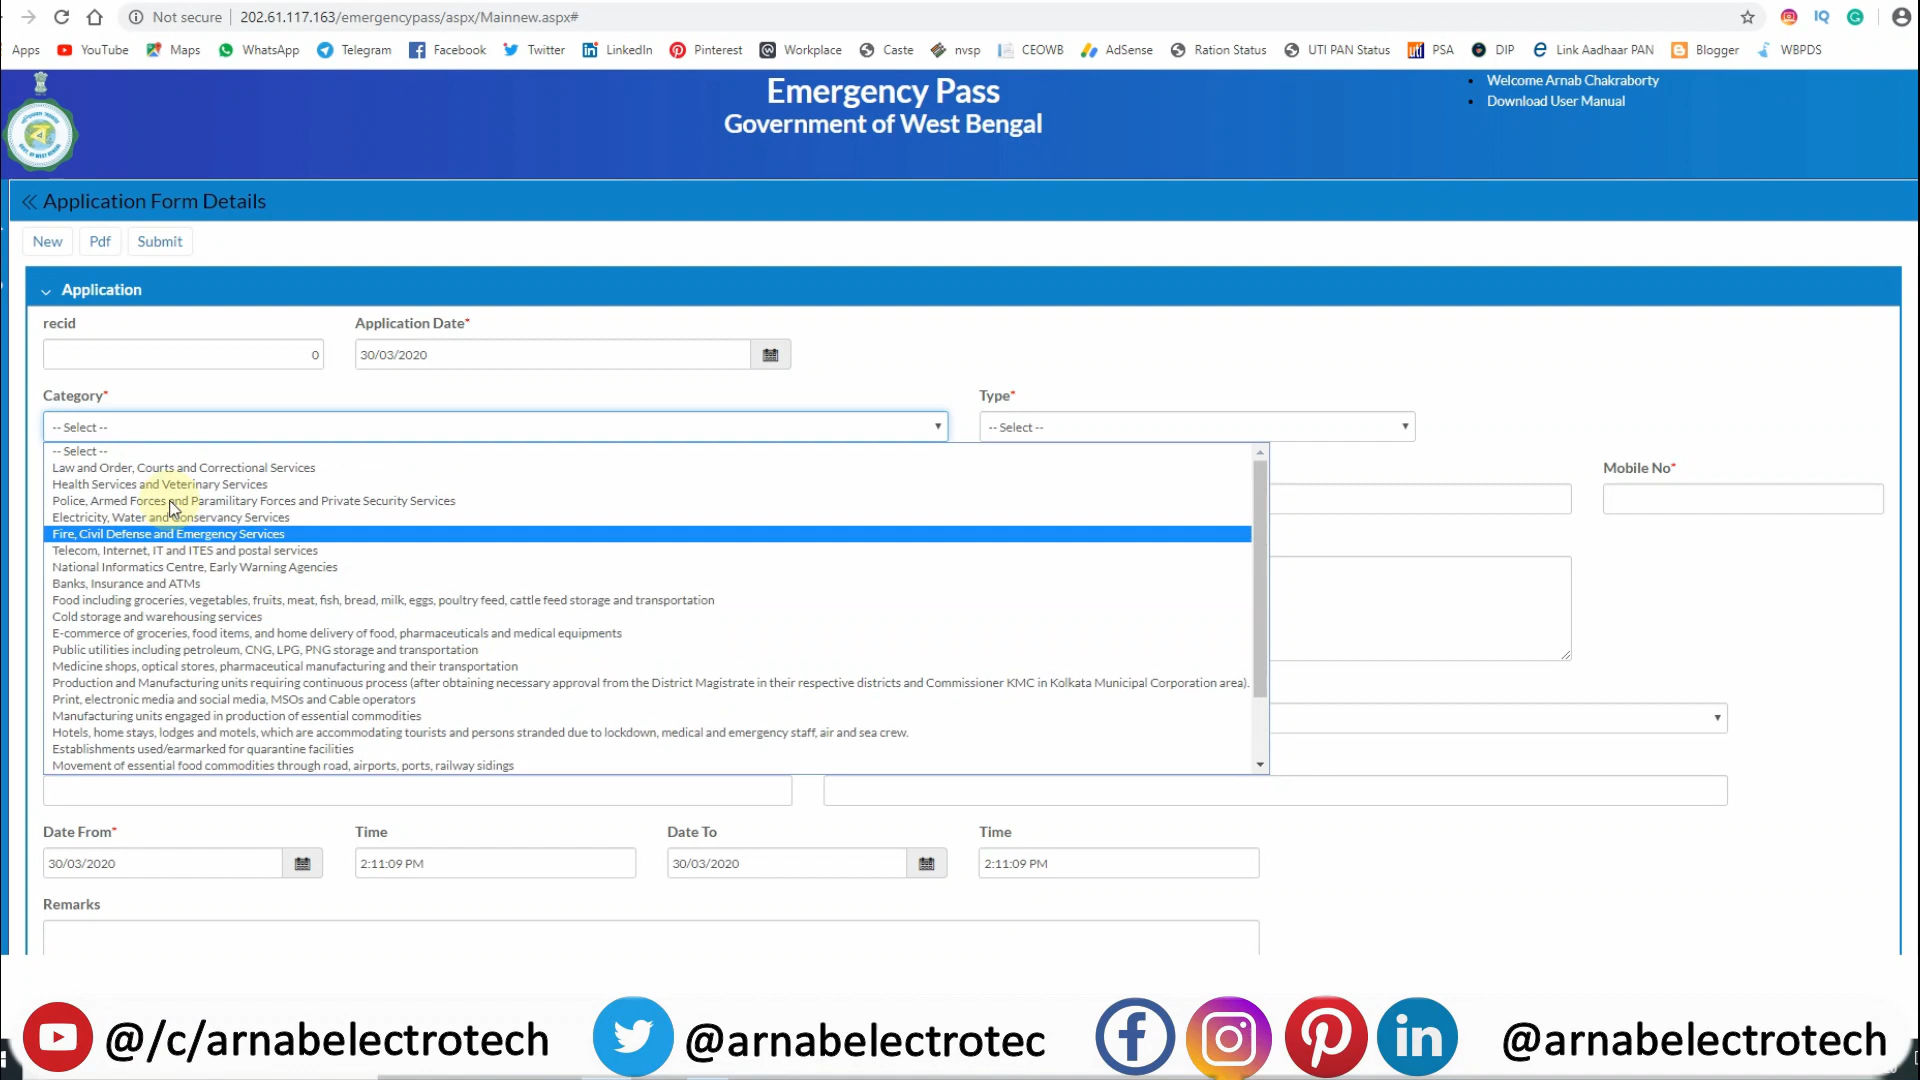 Not secure | 202.61.117.163/emergencypass/aspx/Mainnew.aspx#
Apps YouTube Maps WhatsApp Telegram Facebook Twitter LinkedIn Pinterest Workplace Caste nvsp CEOWB AdSense Ration Status UTI PAN Status PSA DIP Link Aadhaar PAN Blogger WBPDS
Emergency Pass
Government of West Bengal
Welcome Arnab Chakraborty
Download User Manual
Application Form Details
New Pdf Submit
Application
recid Application Date*
0 30/03/2020
Category* Type*
-- Select -- -- Select --
-- Select --
Law and Order, Courts and Correctional Services
Mobile No*
Health Services and Veterinary Services
Police, Armed Forces and Paramilitary Forces and Private Security Services
Electricity, Water and Conservancy Services
Fire, Civil Defense and Emergency Services
Telecom, Internet, IT and ITES and postal services
National Informatics Centre, Early Warning Agencies
Banks, Insurance and ATMs
Food including groceries, vegetables, fruits, meat, fish, bread, milk, eggs, poultry feed, cattle feed storage and transportation
Cold storage and warehousing services
E-commerce of groceries, food items, and home delivery of food, pharmaceuticals and medical equipments
Public utilities including petroleum, CNG, LPG, PNG storage and transportation
Medicine shops, optical stores, pharmaceutical manufacturing and their transportation
Production and Manufacturing units requiring continuous process (after obtaining necessary approval from the District Magistrate in their respective districts and Commissioner KMC in Kolkata Municipal Corporation area).
Print, electronic media and social media, MSOs and Cable operators
Manufacturing units engaged in production of essential commodities
Hotels, home stays, lodges and motels, which are accommodating tourists and persons stranded due to lockdown, medical and emergency staff, air and sea crew.
Establishments used/earmarked for quarantine facilities
Movement of essential food commodities through road, airports, ports, railway sidings
Date From* Time Date To Time
30/03/2020 2:11:09 PM 30/03/2020 2:11:09 PM
Remarks
@/c/arnabelectrotech @arnabelectrotec @arnabelectrotech